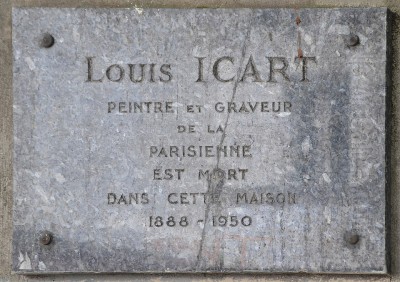 Louis ICART
PEINTRE ET GRAVEUR
DE LA
PARISIENNE
EST MORT
DANS CETTE MAISON
1888 - 1950